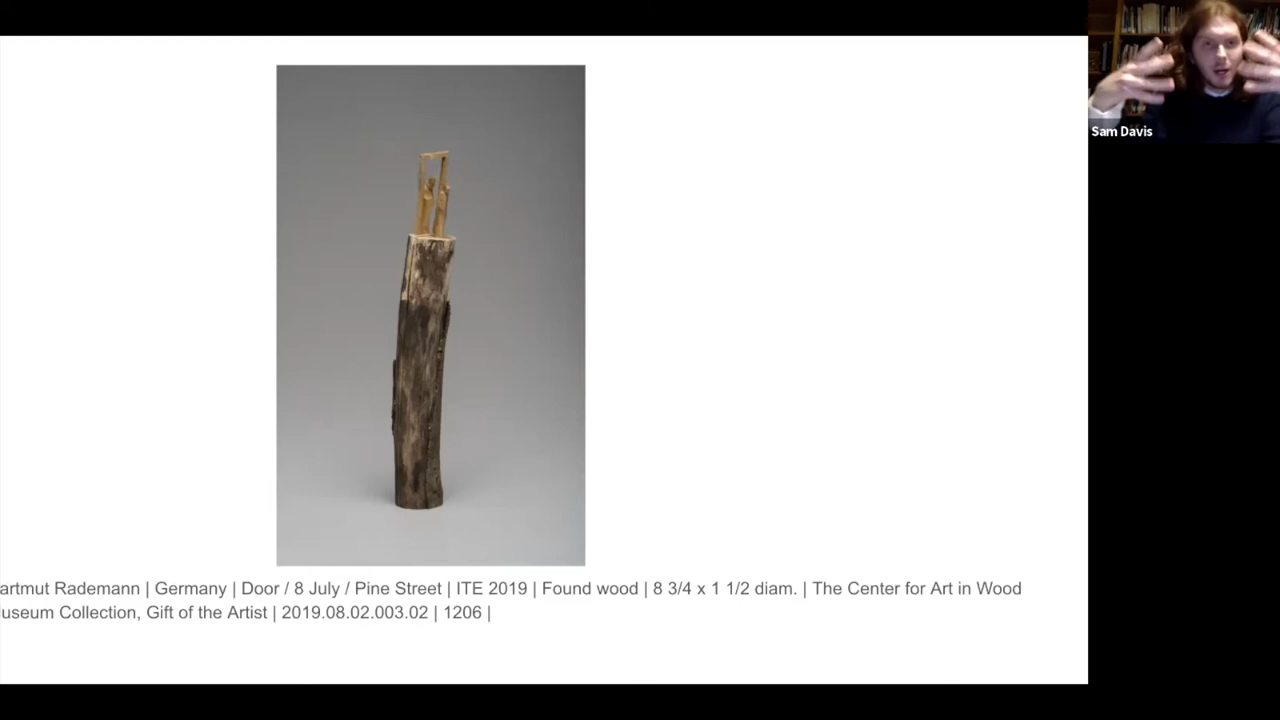 Sam Davis
artmut Rademann | Germany | Door / 8 July / Pine Street | ITE 2019 | Found wood | 8 3/4 x 1 1/2 diam. | The Center for Art in Wood
useum Collection, Gift of the Artist | 2019.08.02.003.02 | 1206 |